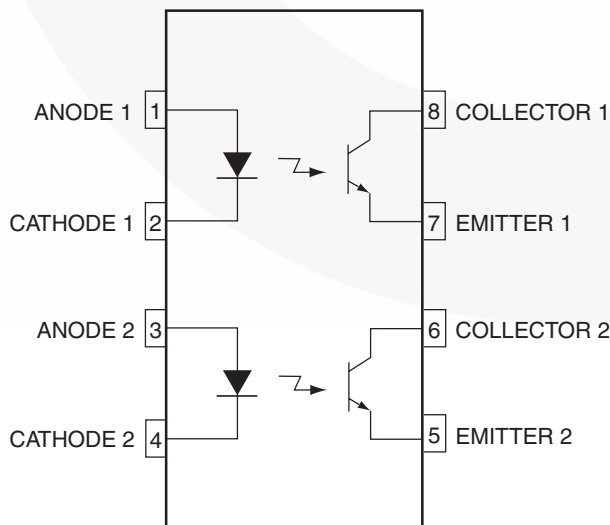 ANODE 1 1 8 COLLECTOR 1
CATHODE 1 2 7 EMITTER 1
ANODE 2 3 6 COLLECTOR 2
CATHODE 2 4 5 EMITTER 2